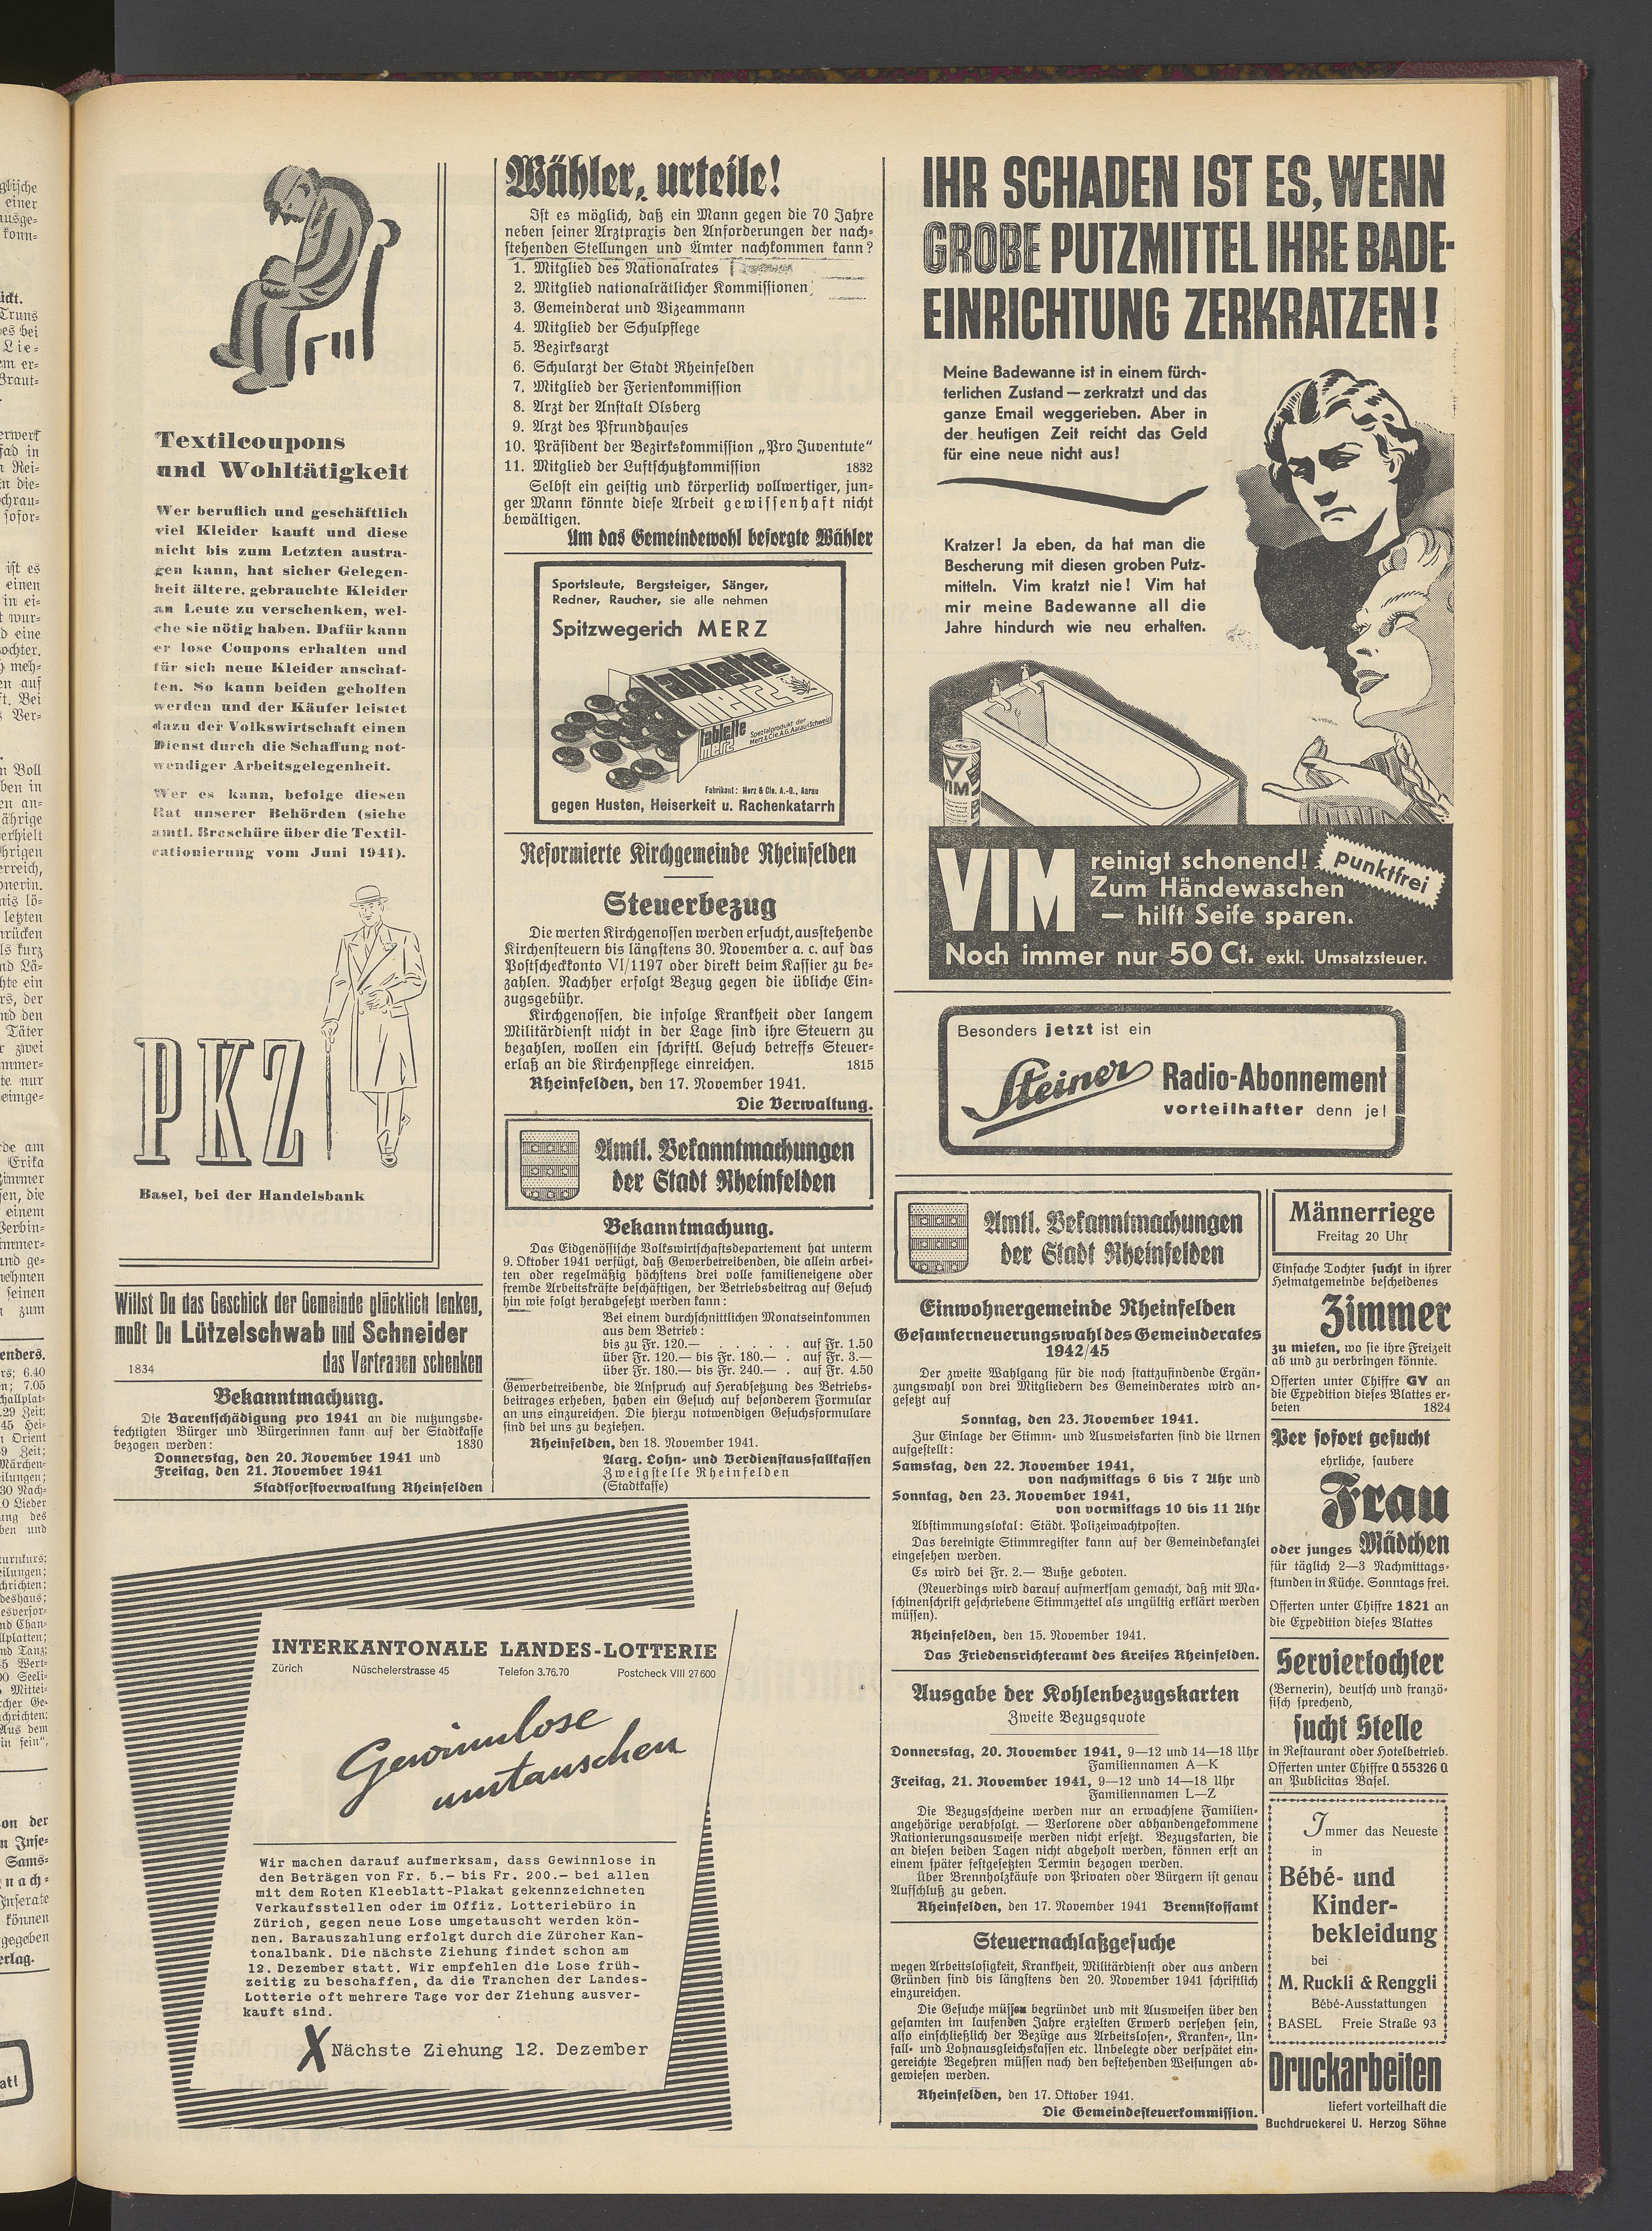 Textilcoupons
und Wohltätigkeit
Wer beruflich und geschäftlich
viel Kleider kauft und diese
nicht bis zum Letzten austra-
gen kann, hat sicher Gelegen-
heit ältere, gebrauchte Kleider
an Leute zu verschenken, wel-
che sie nötig haben. Dafür kann
er lose Coupons erhalten und
für sich neue Kleider anschaf-
fen. So kann beiden geholfen
werden und der Käufer leistet
dazu der Volkswirtschaft einen
Dienst durch die Schaffung not-
wendiger Arbeitsgelegenheit.
Wer es kann, befolge diesen
Rat unserer Behörden (siehe
amtl. Broschüre über die Textil-
rationierung vom Juni 1941).
PKZ
Basel, bei der Handelsbank
Willst Du das Geschick der Gemeinde glücklich lenken,
mußt Du Lützelschwab und Schneider
das Vertrauen schenken
1834
Bekanntmachung.
Die Barentschädigung pro 1941 an die nutzungsbe-
rechtigten Bürger und Bürgerinnen kann auf der Stadtkasse
bezogen werden: 1830
Donnerstag, den 20. November 1941 und
Freitag, den 21. November 1941
Stadtforstverwaltung Rheinfelden
Wähler, urteile!
Ist es möglich, daß ein Mann gegen die 70 Jahre
neben seiner Arztpraxis den Anforderungen der nach-
stehenden Stellungen und Ämter nachkommen kann?
1. Mitglied des Nationalrates
2. Mitglied nationalrätlicher Kommissionen
3. Gemeinderat und Vizeammann
4. Mitglied der Schulpflege
5. Bezirksarzt
6. Schularzt der Stadt Rheinfelden
7. Mitglied der Ferienkommission
8. Arzt der Anstalt Olsberg
9. Arzt des Pfrundhauses
10. Präsident der Bezirkskommission „Pro Juventute“
11. Mitglied der Luftschutzkommission 1832
Selbst ein geistig und körperlich vollwertiger, jun-
ger Mann könnte diese Arbeit gewissenhaft nicht
bewältigen.
Um das Gemeindewohl besorgte Wähler
Sportsleute, Bergsteiger, Sänger,
Redner, Raucher, sie alle nehmen
Spitzwegerich MERZ
tablette
merz
tablette
merz
Spezialprodukt der
Merz & Cie. A.G. Aarau Schweiz
Fabrikant: Merz & Cie. A.-G., Aarau
gegen Husten, Heiserkeit u. Rachenkatarrh
Reformierte Kirchgemeinde Rheinfelden
Steuerbezug
Die werten Kirchgenossen werden ersucht, ausstehende
Kirchensteuern bis längstens 30. November a. c. auf das
Postscheckkonto VI/1197 oder direkt beim Kassier zu be-
zahlen. Nachher erfolgt Bezug gegen die übliche Ein-
zugsgebühr.
Kirchgenossen, die infolge Krankheit oder langem
Militärdienst nicht in der Lage sind ihre Steuern zu
bezahlen, wollen ein schriftl. Gesuch betreffs Steuer-
erlaß an die Kirchenpflege einreichen. 1815
Rheinfelden, den 17. November 1941.
Die Verwaltung.
Amtl. Bekanntmachungen
der Stadt Rheinfelden
Bekanntmachung.
Das Eidgenössische Volkswirtschaftsdepartement hat unterm
9. Oktober 1941 verfügt, daß Gewerbetreibenden, die allein arbei-
ten oder regelmäßig höchstens drei volle familieneigene oder
fremde Arbeitskräfte beschäftigen, der Betriebsbeitrag auf Gesuch
hin wie folgt herabgesetzt werden kann:
Bei einem durchschnittlichen Monatseinkommen
aus dem Betrieb:
bis zu Fr. 120.— . . . . . auf Fr. 1.50
über Fr. 120.— bis Fr. 180.— . auf Fr. 3.—
über Fr. 180.— bis Fr. 240.— . auf Fr. 4.50
Gewerbetreibende, die Anspruch auf Herabsetzung des Betriebs-
beitrages erheben, haben ein Gesuch auf besonderem Formular
an uns einzureichen. Die hierzu notwendigen Gesuchsformulare
sind bei uns zu beziehen.
Rheinfelden, den 18. November 1941.
Aarg. Lohn- und Verdienstausfallkassen
Zweigstelle Rheinfelden
(Stadtkasse)
INTERKANTONALE LANDES-LOTTERIE
Zürich Nüschelerstrasse 45 Telefon 3.76.70 Postcheck VIII 27600
Gewinnlose
umtauschen
Wir machen darauf aufmerksam, dass Gewinnlose in
den Beträgen von Fr. 5.— bis Fr. 200.— bei allen
mit dem Roten Kleeblatt-Plakat gekennzeichneten
Verkaufsstellen oder im Offiz. Lotteriebüro in
Zürich, gegen neue Lose umgetauscht werden kön-
nen. Barauszahlung erfolgt durch die Zürcher Kan-
tonalbank. Die nächste Ziehung findet schon am
12. Dezember statt. Wir empfehlen die Lose früh-
zeitig zu beschaffen, da die Tranchen der Landes-
Lotterie oft mehrere Tage vor der Ziehung ausver-
kauft sind.
X Nächste Ziehung 12. Dezember
IHR SCHADEN IST ES, WENN
GROBE PUTZMITTEL IHRE BADE-
EINRICHTUNG ZERKRATZEN!
Meine Badewanne ist in einem fürch-
terlichen Zustand — zerkratzt und das
ganze Email weggerieben. Aber in
der heutigen Zeit reicht das Geld
für eine neue nicht aus!
Kratzer! Ja eben, da hat man die
Bescherung mit diesen groben Putz-
mitteln. Vim kratzt nie! Vim hat
mir meine Badewanne all die
Jahre hindurch wie neu erhalten.
VIM
VIM
reinigt schonend!
punktfrei
Zum Händewaschen
— hilft Seife sparen.
Noch immer nur 50 Ct. exkl. Umsatzsteuer.
Besonders jetzt ist ein
Steiner Radio-Abonnement
vorteilhafter denn je!
Amtl. Bekanntmachungen
der Stadt Rheinfelden
Einwohnergemeinde Rheinfelden
Gesamterneuerungswahl des Gemeinderates
1942/45
Der zweite Wahlgang für die noch stattzufindende Ergän-
zungswahl von drei Mitgliedern des Gemeinderates wird an-
gesetzt auf
Sonntag, den 23. November 1941.
Zur Einlage der Stimm- und Ausweiskarten sind die Urnen
aufgestellt:
Samstag, den 22. November 1941,
von nachmittags 6 bis 7 Uhr und
Sonntag, den 23. November 1941,
von vormittags 10 bis 11 Uhr
Abstimmungslokal: Städt. Polizeiwachtposten.
Das bereinigte Stimmregister kann auf der Gemeindekanzlei
eingesehen werden.
Es wird bei Fr. 2.— Buße geboten.
(Neuerdings wird darauf aufmerksam gemacht, daß mit Ma-
schinenschrift geschriebene Stimmzettel als ungültig erklärt werden
müssen).
Rheinfelden, den 15. November 1941.
Das Friedensrichteramt des Kreises Rheinfelden.
Ausgabe der Kohlenbezugskarten
Zweite Bezugsquote
Donnerstag, 20. November 1941, 9—12 und 14—18 Uhr
Familiennamen A—K
Freitag, 21. November 1941, 9—12 und 14—18 Uhr
Familiennamen L—Z
Die Bezugsscheine werden nur an erwachsene Familien-
angehörige verabfolgt. — Verlorene oder abhandengekommene
Rationierungsausweise werden nicht ersetzt. Bezugskarten, die
an diesen beiden Tagen nicht abgeholt werden, können erst an
einem später festgesetzten Termin bezogen werden.
Über Brennholzkäufe von Privaten oder Bürgern ist genau
Aufschluß zu geben.
Rheinfelden, den 17. November 1941 Brennstoffamt
Steuernachlaßgesuche
wegen Arbeitslosigkeit, Krankheit, Militärdienst oder aus andern
Gründen sind bis längstens den 20. November 1941 schriftlich
einzureichen.
Die Gesuche müssen begründet und mit Ausweisen über den
gesamten im laufenden Jahre erzielten Erwerb versehen sein,
also einschließlich der Bezüge aus Arbeitslosen-, Kranken-, Un-
fall- und Lohnausgleichskassen etc. Unbelegte oder verspätet ein-
gereichte Begehren müssen nach den bestehenden Weisungen ab-
gewiesen werden.
Rheinfelden, den 17. Oktober 1941.
Die Gemeindesteuerkommission.
Männerriege
Freitag 20 Uhr
Einfache Tochter sucht in ihrer
Heimatgemeinde bescheidenes
Zimmer
zu mieten, wo sie ihre Freizeit
ab und zu verbringen könnte.
Offerten unter Chiffre GY an
die Expedition dieses Blattes er-
beten 1824
Per sofort gesucht
ehrliche, saubere
Frau
oder junges Mädchen
für täglich 2—3 Nachmittags-
stunden in Küche. Sonntags frei.
Offerten unter Chiffre 1821 an
die Expedition dieses Blattes
Serviertochter
(Bernerin), deutsch und franzö-
sisch sprechend,
sucht Stelle
in Restaurant oder Hotelbetrieb.
Offerten unter Chiffre Q 55326 Q
an Publicitas Basel.
Immer das Neueste
in
Bébé- und
Kinder-
bekleidung
bei
M. Ruckli & Renggli
Bébé-Ausstattungen
BASEL Freie Straße 93
Druckarbeiten
liefert vorteilhaft die
Buchdruckerei U. Herzog Söhne